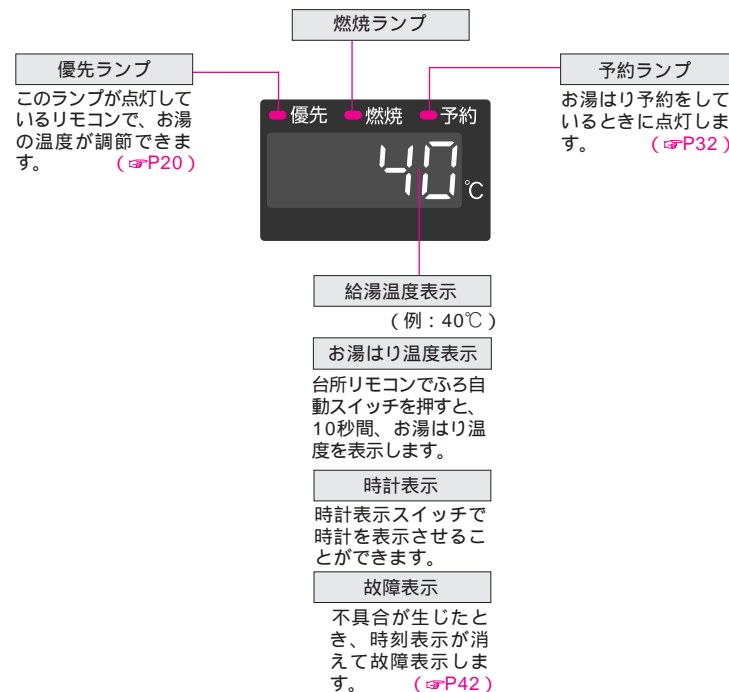 燃焼ランプ
優先ランプ
このランプが点灯して
いるリモコンで、お湯
の温度が調節できま
す。 （☞P20）
予約ランプ
お湯はり予約をして
いるときに点灯しま
す。 （☞P32）
優先 燃焼 予約
40℃
給湯温度表示
（例：40℃）
お湯はり温度表示
台所リモコンでふろ自
動スイッチを押すと、
10秒間、お湯はり温
度を表示します。
時計表示
時計表示スイッチで
時計を表示させるこ
とができます。
故障表示
不具合が生じたと
き、時刻表示が消
えて故障表示しま
す。 （☞P42）